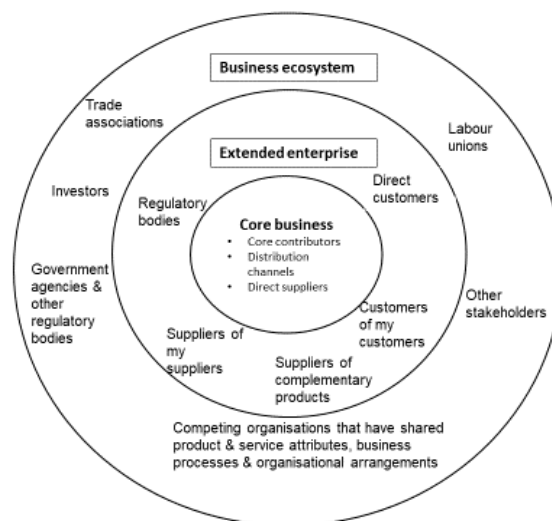 Business ecosystem
Trade
associations
Labour
unions
Extended enterprise
Investors
Regulatory
bodies
Direct
customers
Core business
• Core contributors
• Distribution
channels
• Direct suppliers
Government
agencies &
other
regulatory
bodies
Other
stakeholders
Suppliers of
my
suppliers
Customers
of my
customers
Suppliers of
complementary
products
Competing organisations that have shared
product & service attributes, business
processes & organisational arrangements